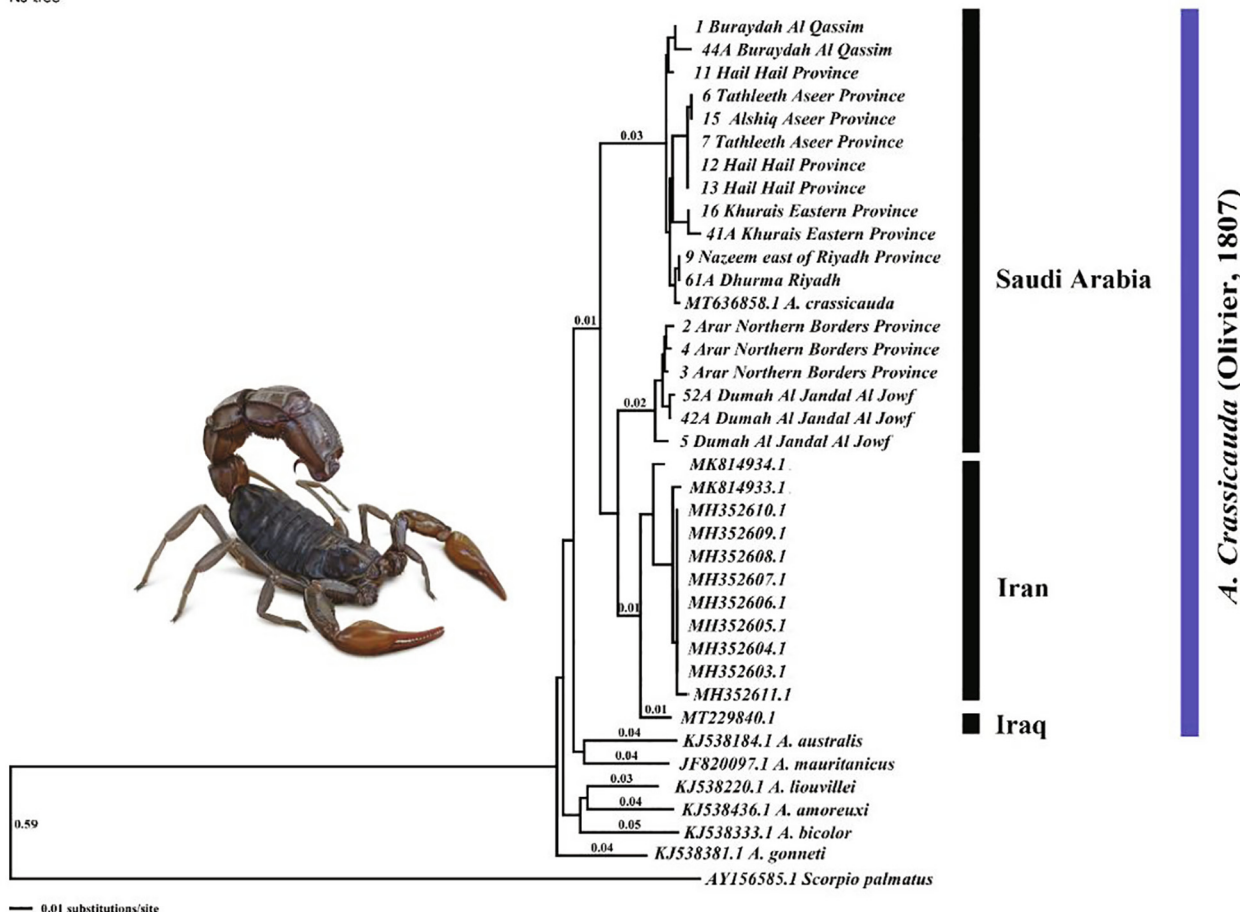 NJ tree
1 Buraydah Al Qassim
44A Buraydah Al Qassim
11 Hail Hail Province
6 Tathleeth Aseer Province
15 Alshiq Aseer Province
7 Tathleeth Aseer Province
12 Hail Hail Province
13 Hail Hail Province
16 Khurais Eastern Province
41A Khurais Eastern Province
9 Nazeem east of Riyadh Province
61A Dhurma Riyadh
MT636858.1 A. crassicauda
2 Arar Northern Borders Province
4 Arar Northern Borders Province
3 Arar Northern Borders Province
52A Dumah Al Jandal Al Jowf
42A Dumah Al Jandal Al Jowf
5 Dumah Al Jandal Al Jowf
MK814934.1
MK814933.1
MH352610.1
MH352609.1
MH352608.1
MH352607.1
MH352606.1
MH352605.1
MH352604.1
MH352603.1
MH352611.1
MT229840.1
KJ538184.1 A. australis
JF820097.1 A. mauritanicus
KJ538220.1 A. liouvillei
KJ538436.1 A. amoreuxi
KJ538333.1 A. bicolor
KJ538381.1 A. gonneti
AY156585.1 Scorpio palmatus
0.03
0.01
0.02
0.01
0.01
0.04
0.04
0.03
0.04
0.05
0.04
0.59
0.01 substitutions/site
Saudi Arabia
Iran
Iraq
A. Crassicauda (Olivier, 1807)